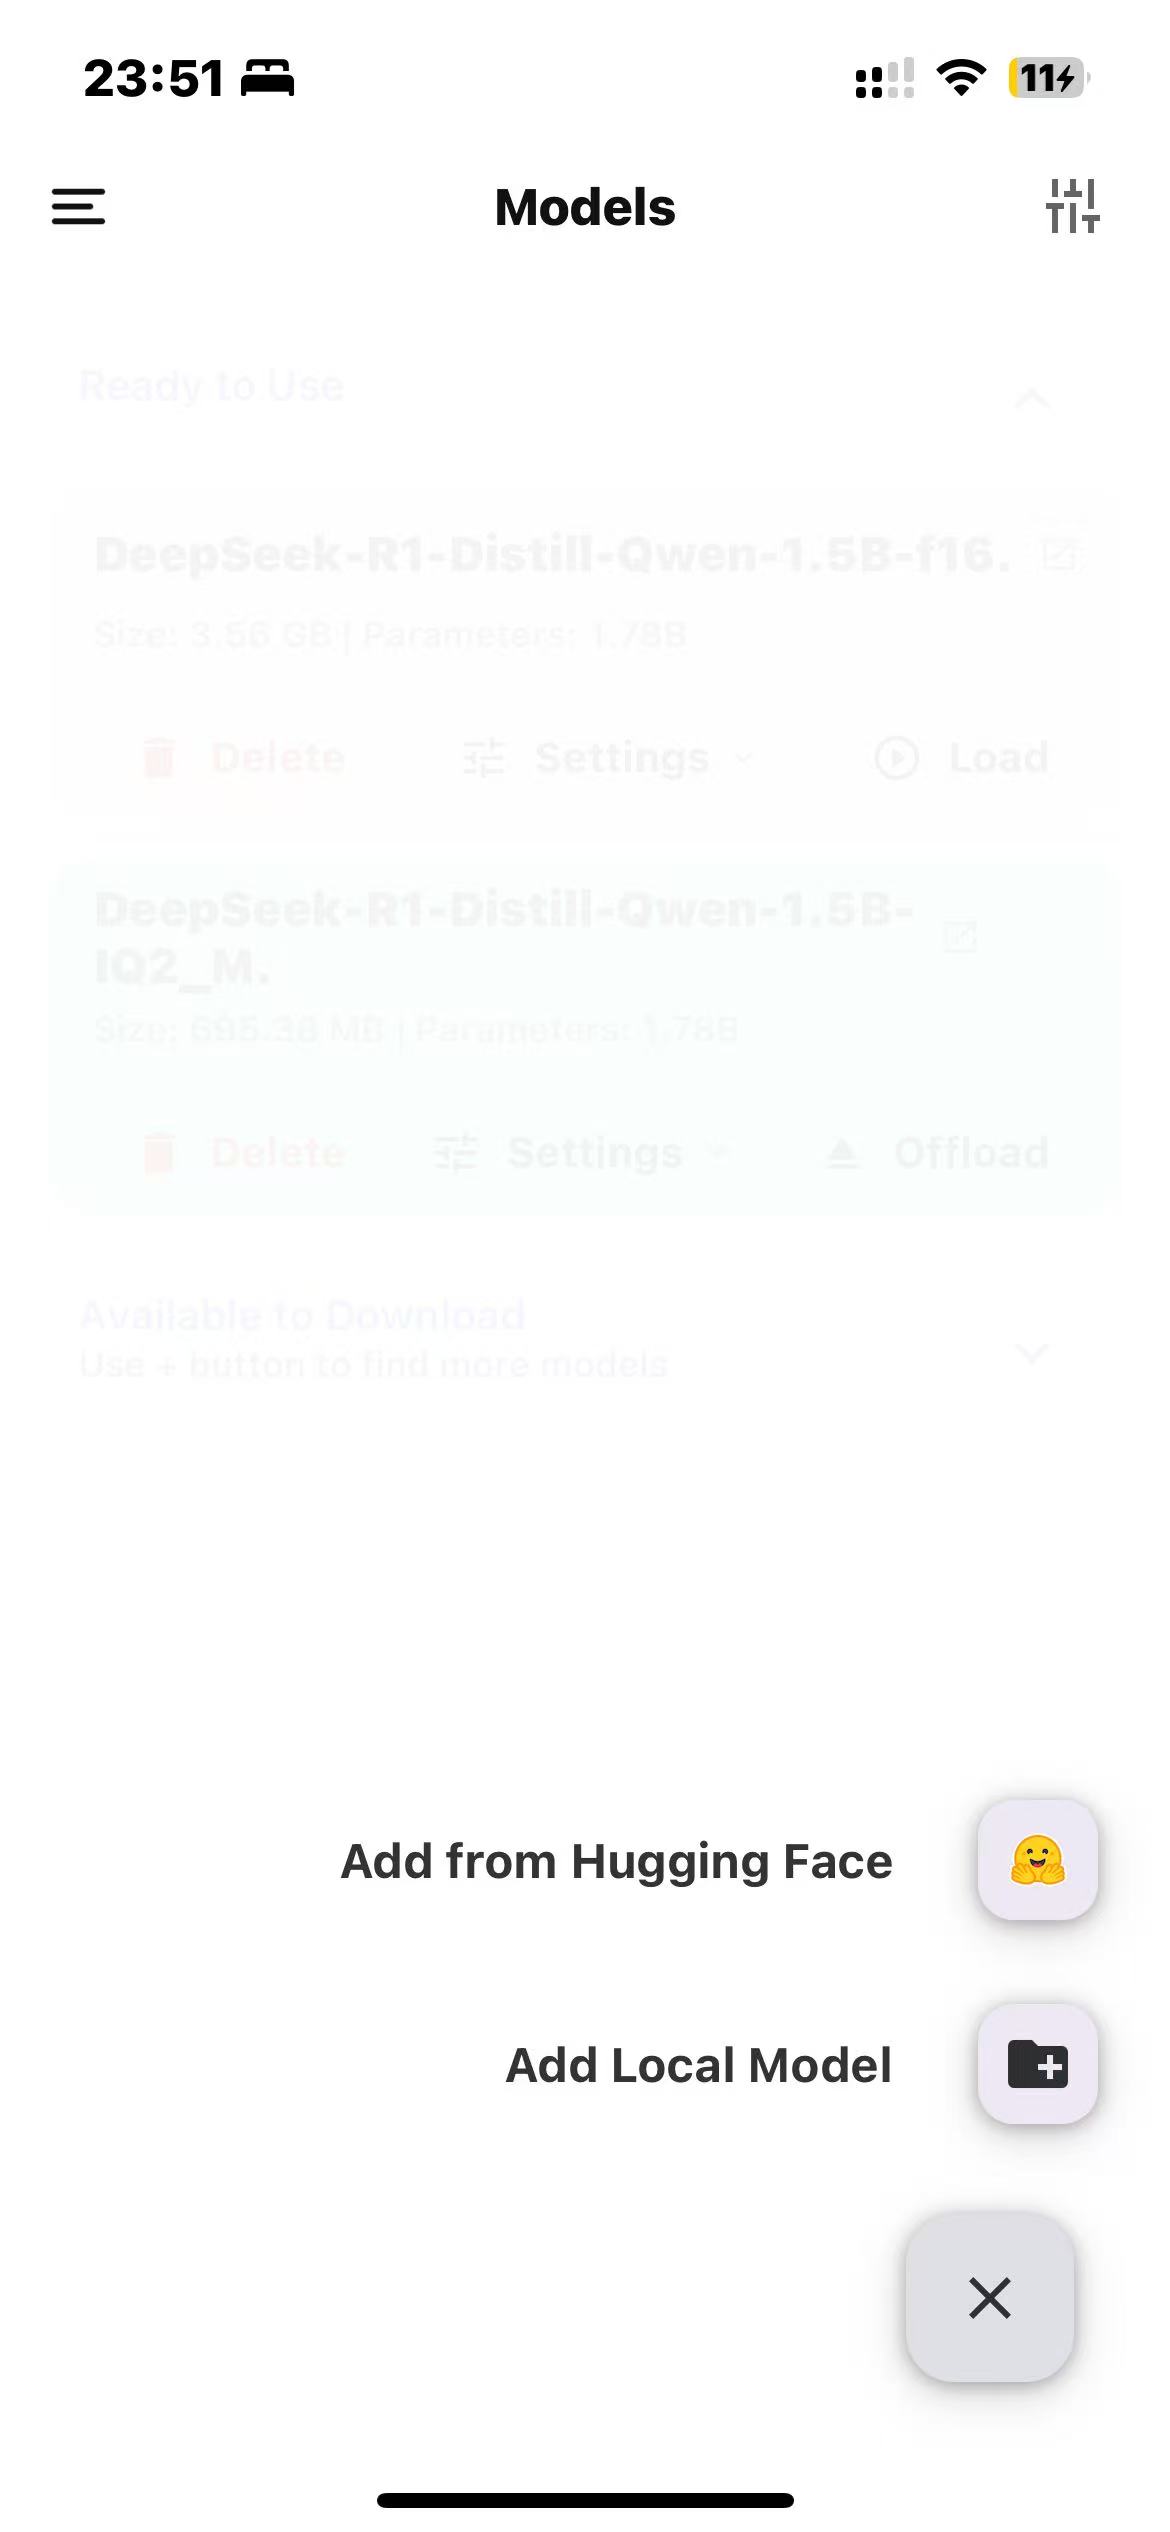 23:51
11
Models
Ready to Use
DeepSeek-R1-Distill-Qwen-1.5B-f16.
Size: 3.56 GB | Parameters: 1.78B
Delete
Settings
Load
DeepSeek-R1-Distill-Qwen-1.5B-
IQ2_M.
Size: 695.38 MB | Parameters: 1.78B
Delete
Settings
Offload
Available to Download
Use + button to find more models
Add from Hugging Face
Add Local Model